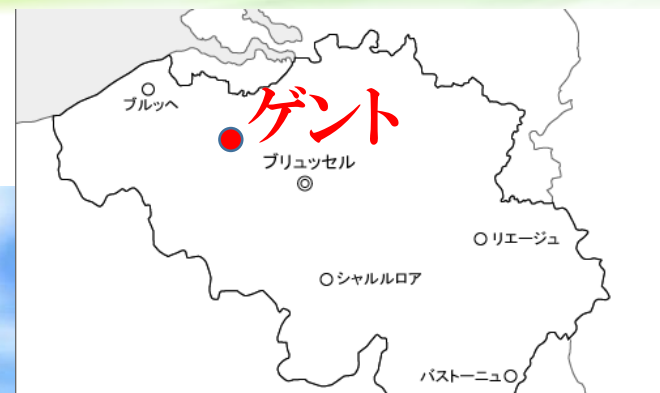 ブルッヘ
ゲント
ブリュッセル
リエージュ
シャルルロア
バストーニュ